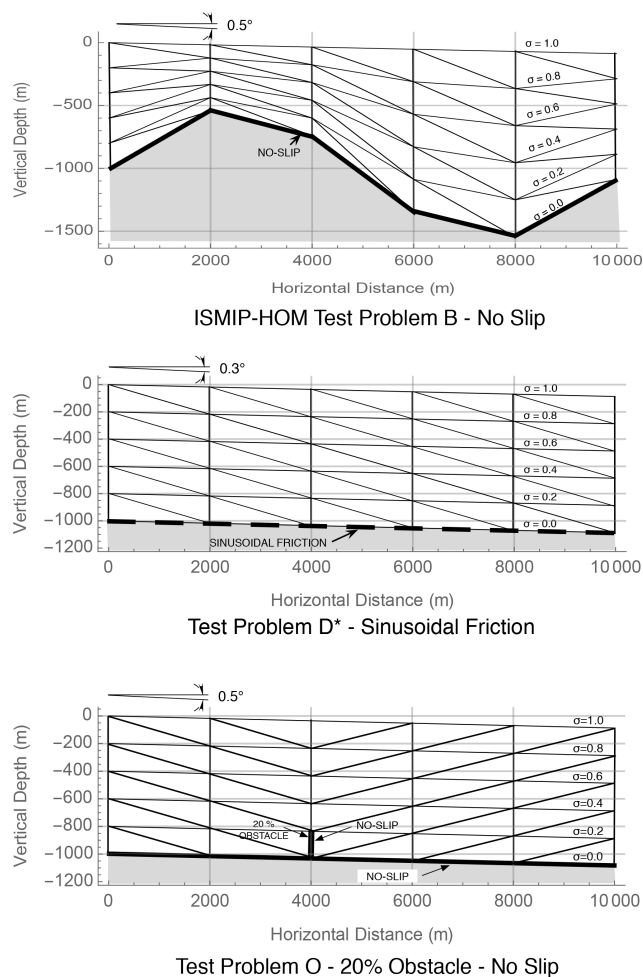 0.5°
0
−500
−1000
−1500
Vertical Depth (m)
σ = 1.0
σ = 0.8
σ = 0.6
σ = 0.4
σ = 0.2
σ = 0.0
NO-SLIP
0 2000 4000 6000 8000 10 000
Horizontal Distance (m)
ISMIP-HOM Test Problem B - No Slip
0.3°
0
−200
−400
−600
−800
−1000
−1200
Vertical Depth (m)
σ = 1.0
σ = 0.8
σ = 0.6
σ = 0.4
σ = 0.2
σ = 0.0
SINUSOIDAL FRICTION
0 2000 4000 6000 8000 10 000
Horizontal Distance (m)
Test Problem D* - Sinusoidal Friction
0.5°
0
−200
−400
−600
−800
−1000
−1200
Vertical Depth (m)
σ=1.0
σ=0.8
σ=0.6
σ=0.4
σ=0.2
σ=0.0
20 %
OBSTACLE
NO-SLIP
NO-SLIP
0 2000 4000 6000 8000 10 000
Horizontal Distance (m)
Test Problem O - 20% Obstacle - No Slip